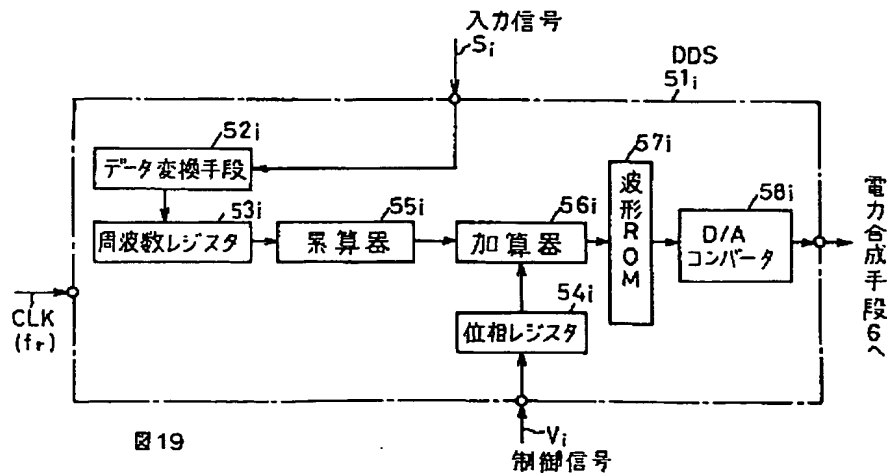 入力信号
Si
DDS
51i
52i
データ変換手段
53i
周波数レジスタ
55i
累算器
56i
加算器
57i
波形ROM
58i
D/A
コンバータ
電力合成手段6へ
54i
位相レジスタ
CLK
(fr)
Vi
制御信号
図19